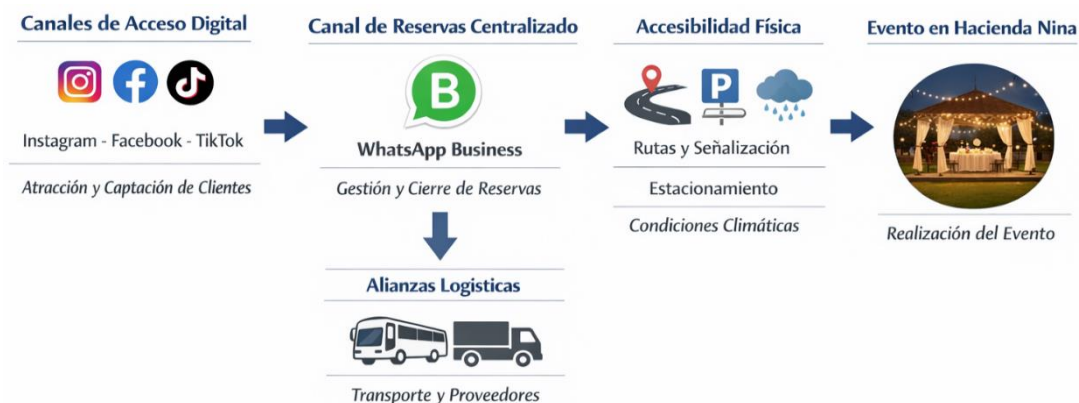 Canales de Acceso Digital
Instagram - Facebook - TikTok
Atracción y Captación de Clientes
Canal de Reservas Centralizado
B
WhatsApp Business
Gestión y Cierre de Reservas
Alianzas Logisticas
Transporte y Proveedores
Accesibilidad Física
P
Rutas y Señalización
Estacionamiento
Condiciones Climáticas
Evento en Hacienda Nina
Realización del Evento